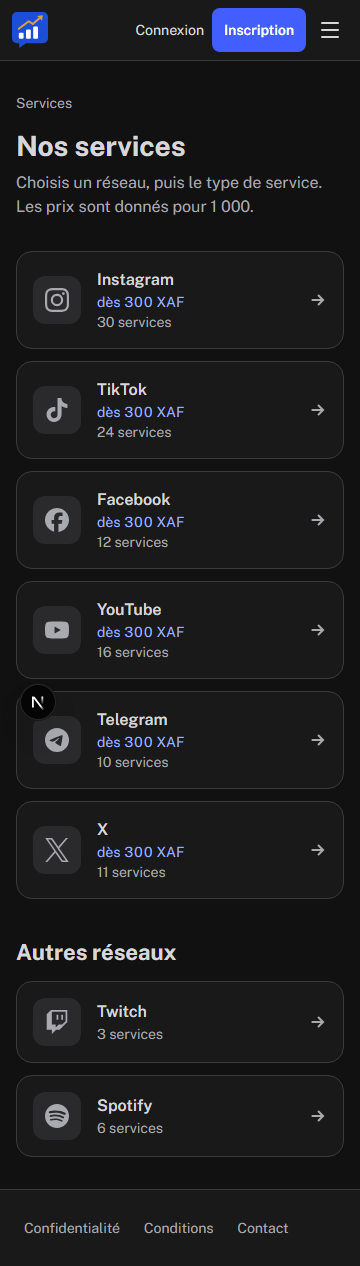 Connexion
Inscription
Services
Nos services
Choisis un réseau, puis le type de service.
Les prix sont donnés pour 1 000.
Instagram
dès 300 XAF
30 services
TikTok
dès 300 XAF
24 services
Facebook
dès 300 XAF
12 services
YouTube
dès 300 XAF
16 services
N
Telegram
dès 300 XAF
10 services
X
dès 300 XAF
11 services
Autres réseaux
Twitch
3 services
Spotify
6 services
Confidentialité
Conditions
Contact